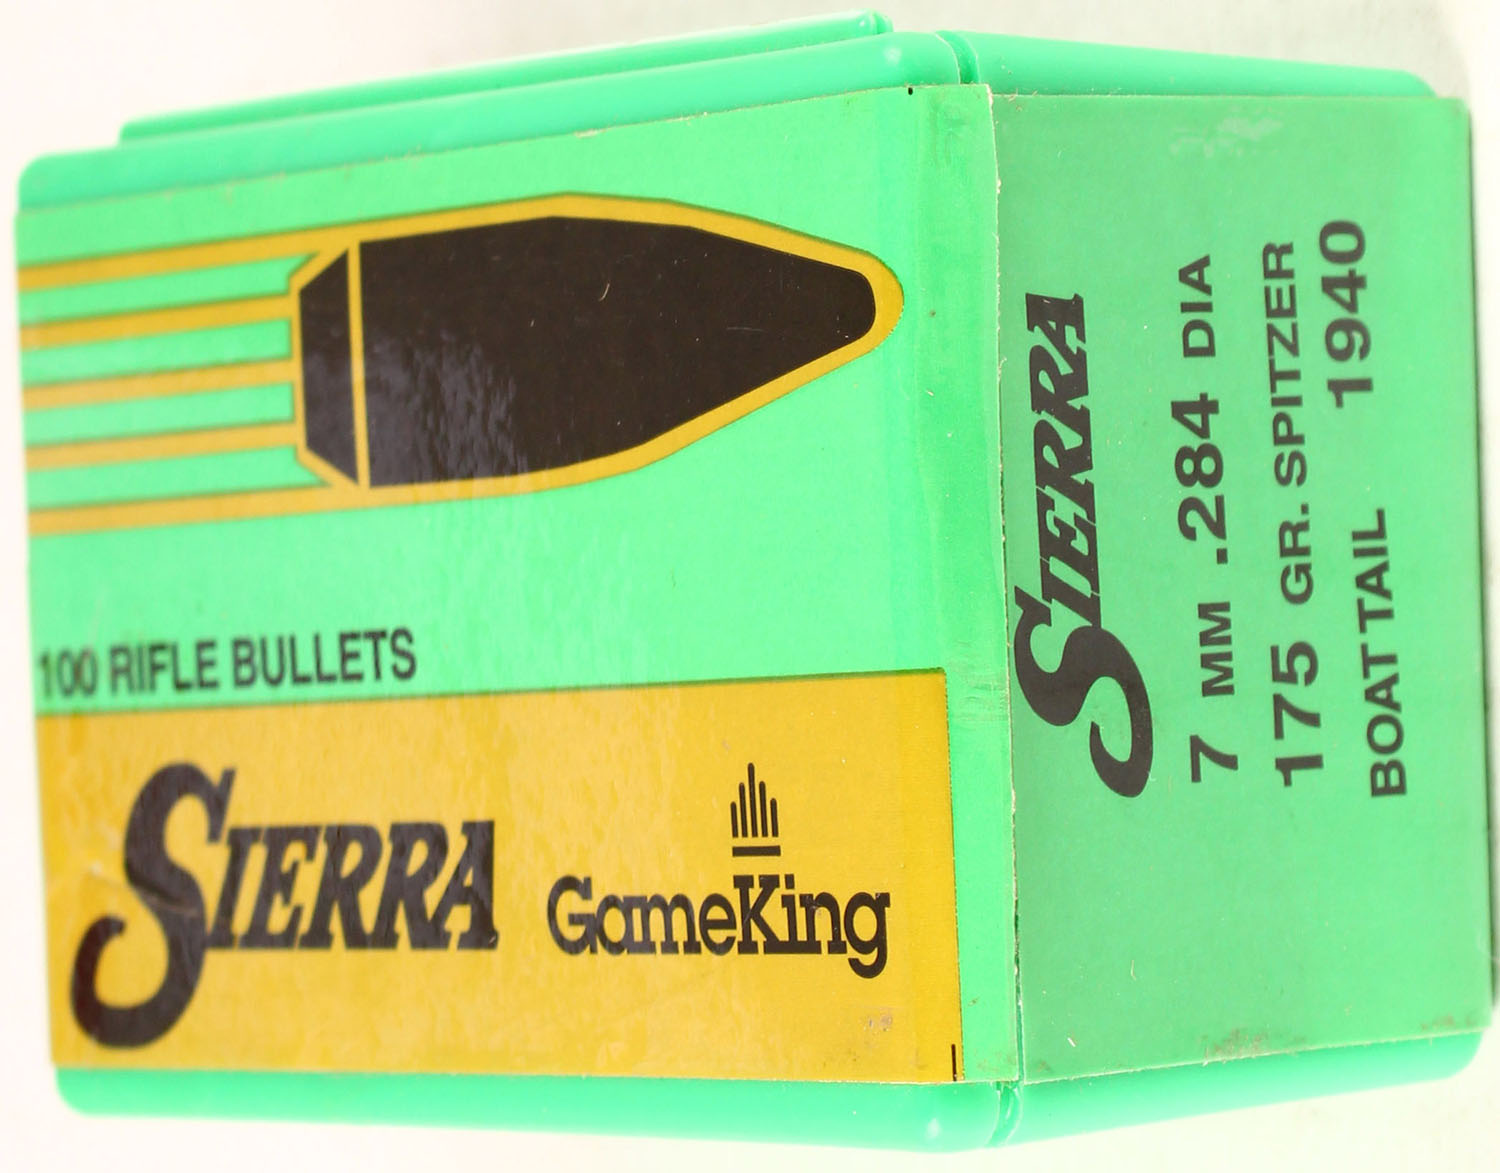 100 RIFLE BULLETS
SIERRA
GameKing
SIERRA
7 MM .284 DIA
175 GR. SPITZER
BOAT TAIL 1940